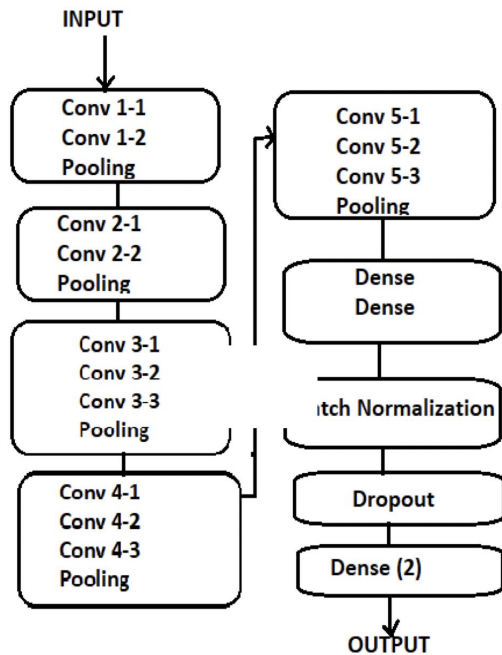 INPUT
Conv 1-1
Conv 1-2
Pooling
Conv 2-1
Conv 2-2
Pooling
Conv 3-1
Conv 3-2
Conv 3-3
Pooling
Conv 4-1
Conv 4-2
Conv 4-3
Pooling
Conv 5-1
Conv 5-2
Conv 5-3
Pooling
Dense
Dense
Normalization
Dropout
Dense (2)
OUTPUT